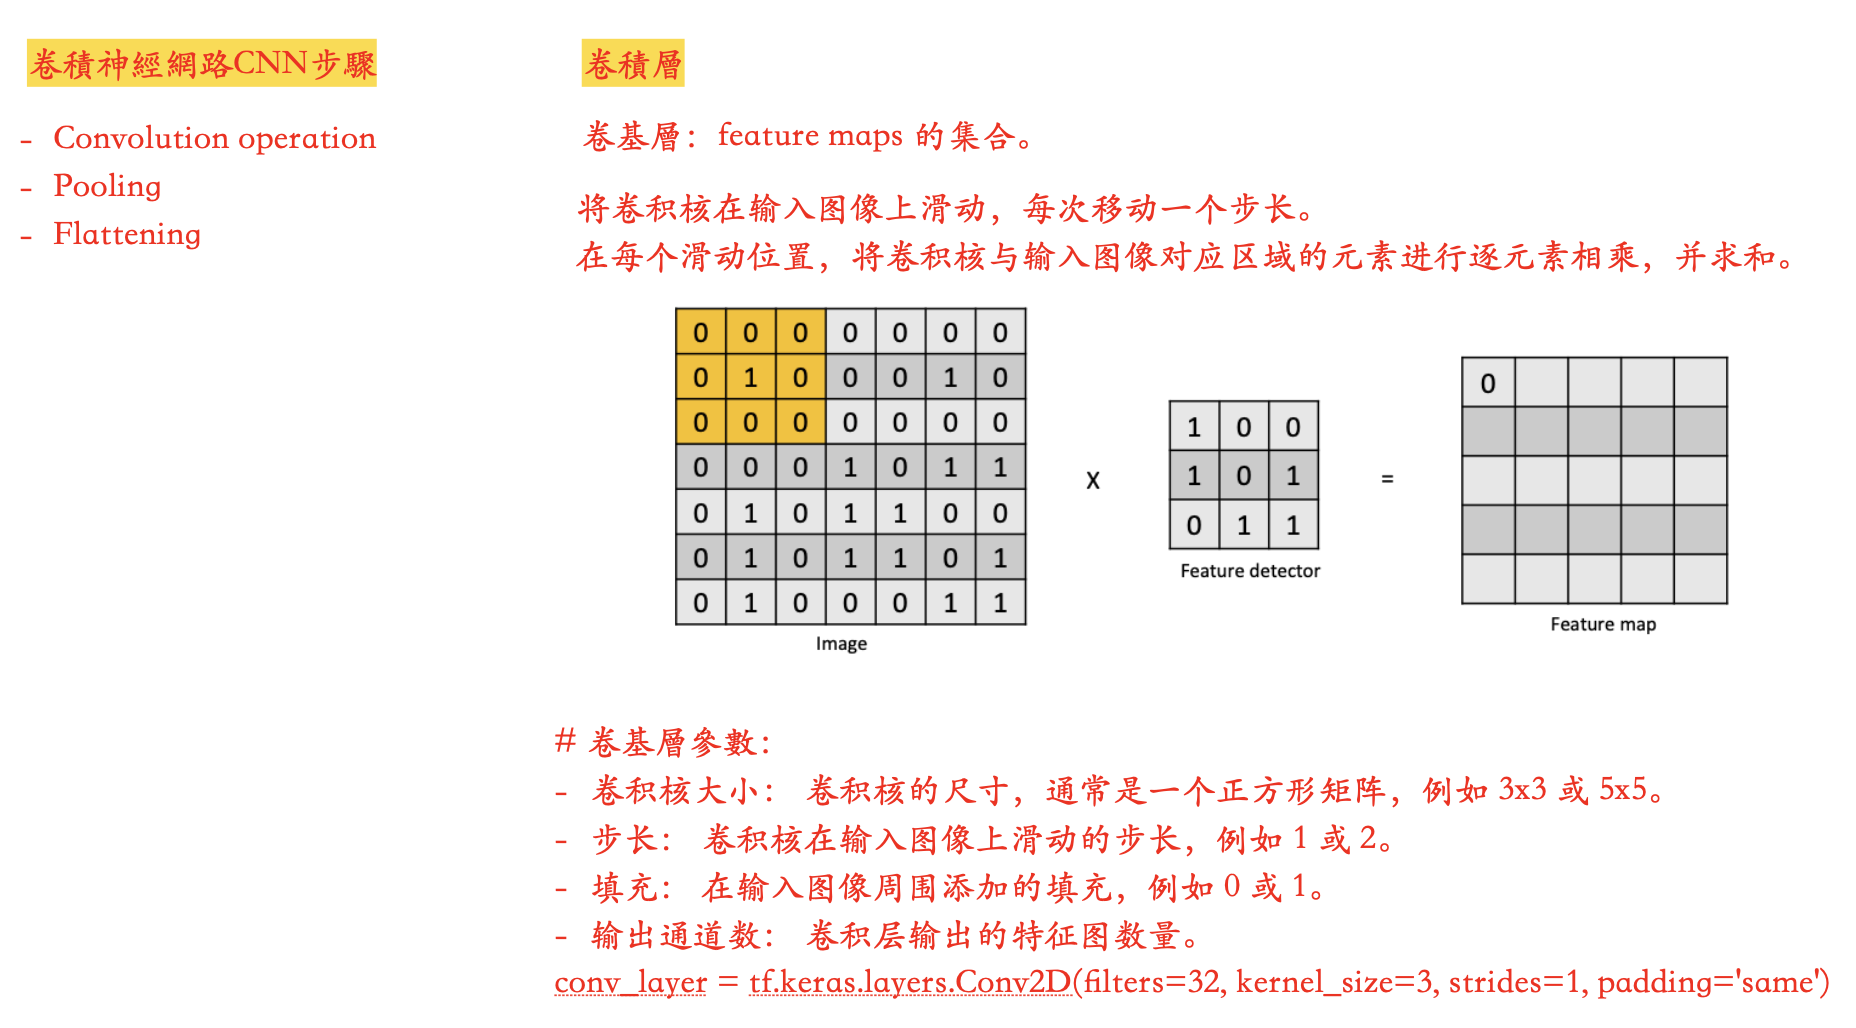 卷積神經網路CNN步驟
- Convolution operation
- Pooling
- Flattening
卷積層
卷基層：feature maps 的集合。
将卷积核在输入图像上滑动，每次移动一个步长。
在每个滑动位置，将卷积核与输入图像对应区域的元素进行逐元素相乘，并求和。
0 0 0 0 0 0 0
0 1 0 0 0 1 0
0 0 0 0 0 0 0
0 0 0 1 0 1 1
0 1 0 1 1 0 0
0 1 0 1 1 0 1
0 1 0 0 0 1 1
Image
X
1 0 0
1 0 1
0 1 1
Feature detector
=
0
Feature map
# 卷基層參數：
- 卷积核大小： 卷积核的尺寸，通常是一个正方形矩阵，例如 3x3 或 5x5。
- 步长： 卷积核在输入图像上滑动的步长，例如 1 或 2。
- 填充： 在输入图像周围添加的填充，例如 0 或 1。
- 输出通道数： 卷积层输出的特征图数量。
conv_layer = tf.keras.layers.Conv2D(filters=32, kernel_size=3, strides=1, padding='same')